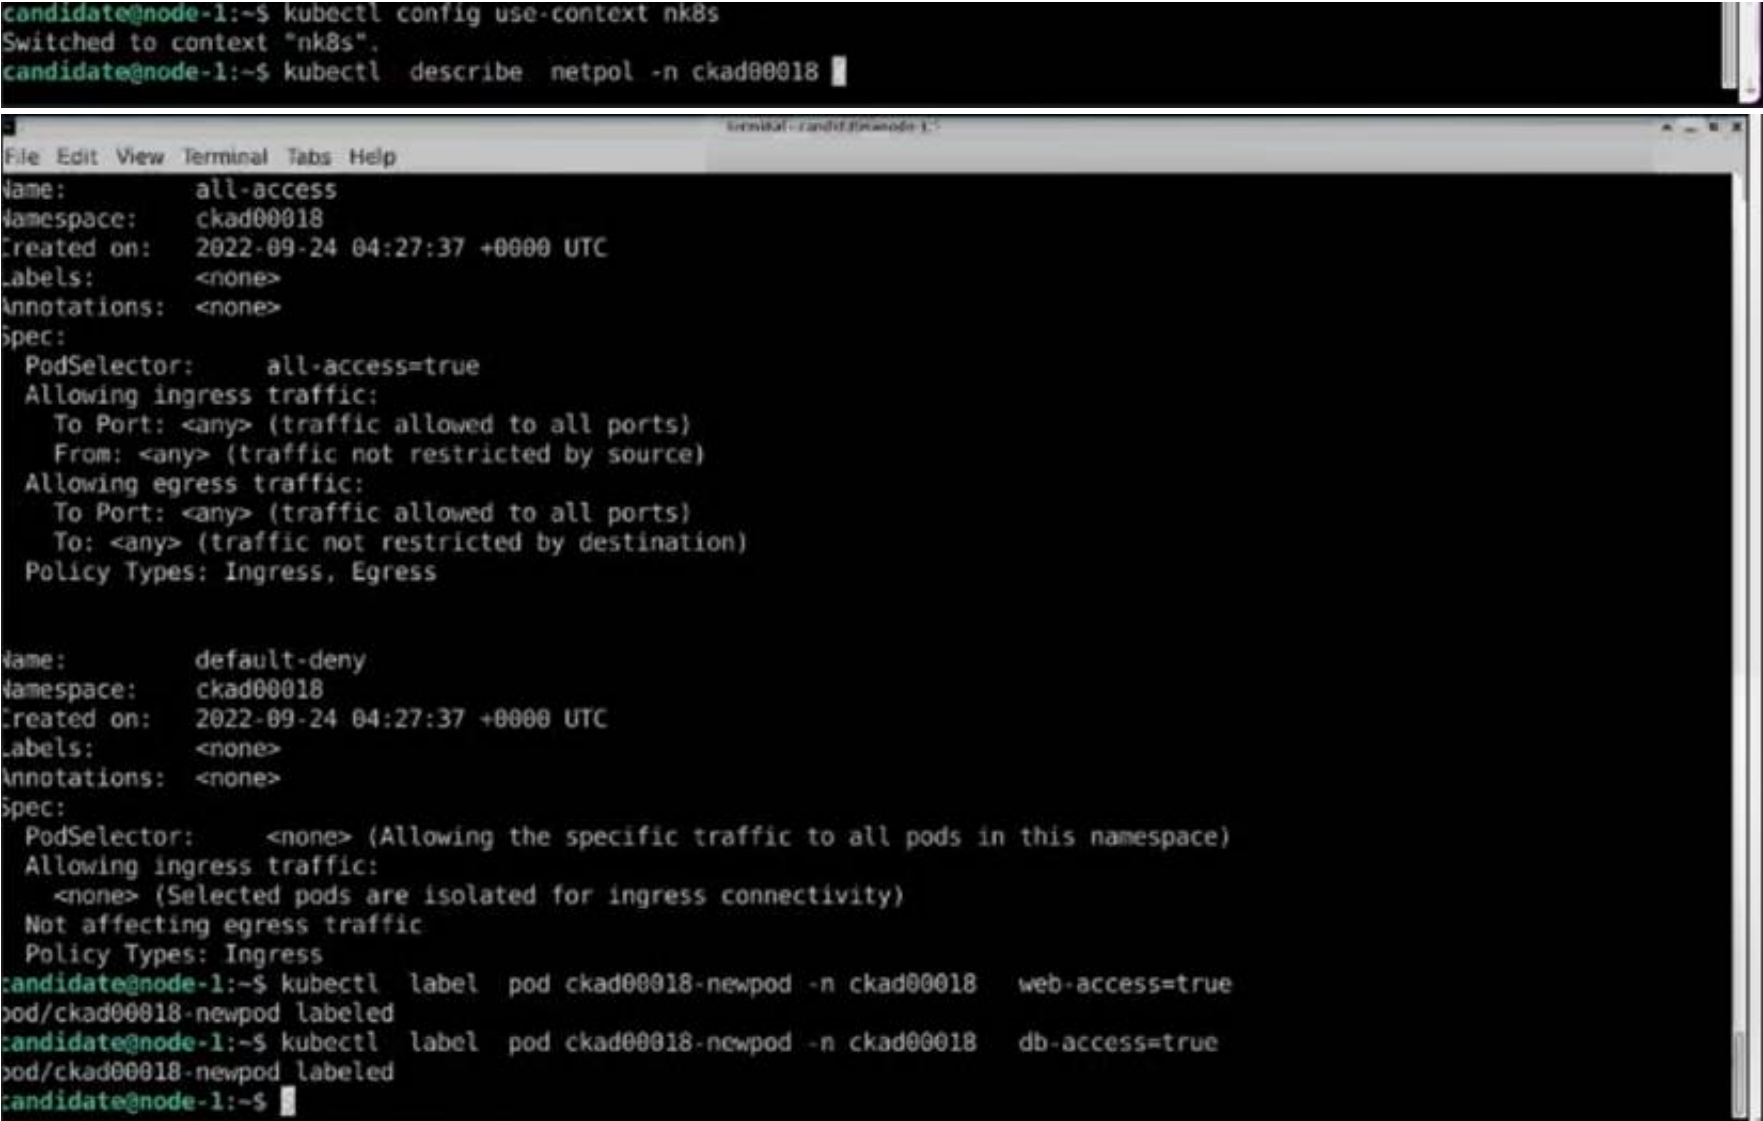 candidate@node-1:~$ kubectl config use-context nk8s
Switched to context "nk8s".
candidate@node-1:~$ kubectl  describe  netpol -n ckad00018
File Edit View Terminal Tabs Help
Name:         all-access
Namespace:    ckad00018
Created on:   2022-09-24 04:27:37 +0000 UTC
Labels:       <none>
Annotations:  <none>
Spec:
  PodSelector:     all-access=true
  Allowing ingress traffic:
    To Port: <any> (traffic allowed to all ports)
    From: <any> (traffic not restricted by source)
  Allowing egress traffic:
    To Port: <any> (traffic allowed to all ports)
    To: <any> (traffic not restricted by destination)
  Policy Types: Ingress, Egress
Name:         default-deny
Namespace:    ckad00018
Created on:   2022-09-24 04:27:37 +0000 UTC
Labels:       <none>
Annotations:  <none>
Spec:
  PodSelector:     <none> (Allowing the specific traffic to all pods in this namespace)
  Allowing ingress traffic:
    <none> (Selected pods are isolated for ingress connectivity)
  Not affecting egress traffic
  Policy Types: Ingress
candidate@node-1:~$ kubectl  label  pod ckad00018-newpod -n ckad00018   web-access=true
pod/ckad00018-newpod labeled
candidate@node-1:~$ kubectl  label  pod ckad00018-newpod -n ckad00018   db-access=true
pod/ckad00018-newpod labeled
candidate@node-1:~$